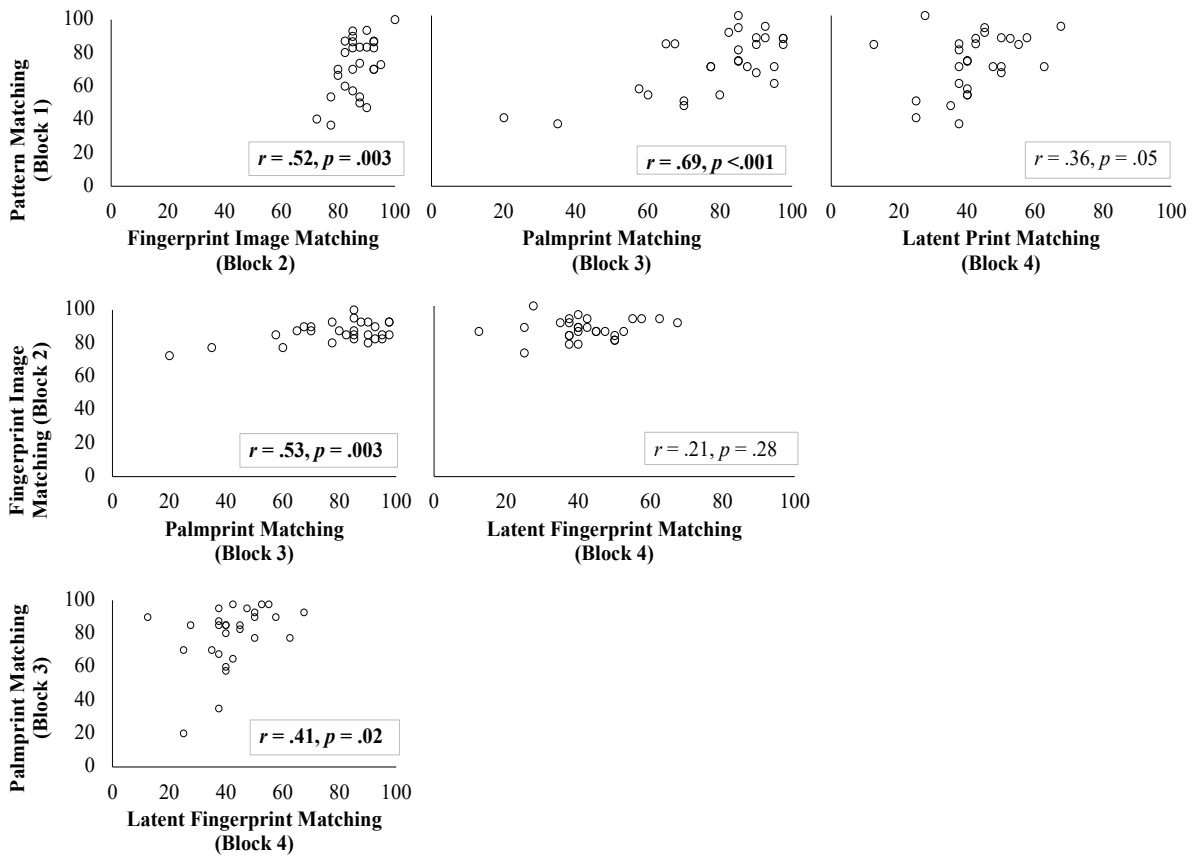 Pattern Matching
(Block 1)
100
80
60
40
20
0
r = .52, p = .003
0 20 40 60 80 100
Fingerprint Image Matching
(Block 2)
r = .69, p <.001
0 20 40 60 80 100
Palmprint Matching
(Block 3)
r = .36, p = .05
0 20 40 60 80 100
Latent Print Matching
(Block 4)
Fingerprint Image
Matching (Block 2)
100
80
60
40
20
0
r = .53, p = .003
0 20 40 60 80 100
Palmprint Matching
(Block 3)
r = .21, p = .28
0 20 40 60 80 100
Latent Fingerprint Matching
(Block 4)
Palmprint Matching
(Block 3)
100
80
60
40
20
0
r = .41, p = .02
0 20 40 60 80 100
Latent Fingerprint Matching
(Block 4)